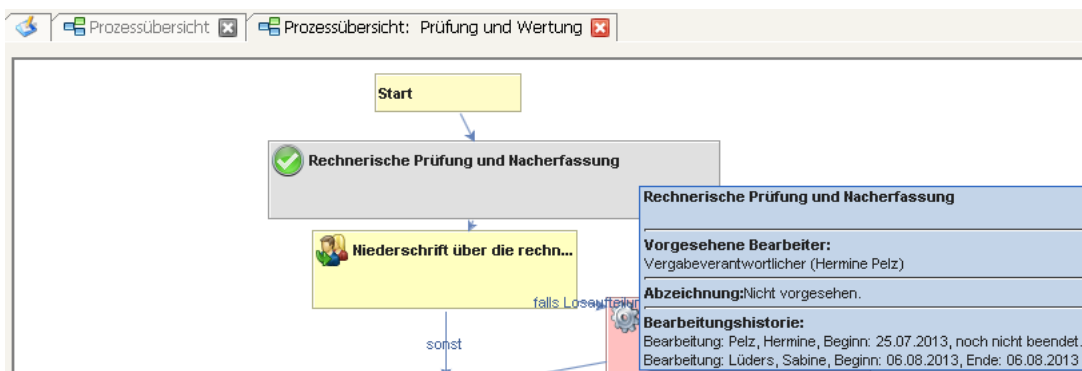 Prozessübersicht
Prozessübersicht: Prüfung und Wertung
Start
Rechnerische Prüfung und Nacherfassung
Rechnerische Prüfung und Nacherfassung
Niederschrift über die rechn...
Vorgesehene Bearbeiter:
Vergabeverantwortlicher (Hermine Pelz)
Abzeichnung:Nicht vorgesehen.
falls Losaufteilun
Bearbeitungshistorie:
Bearbeitung: Pelz, Hermine, Beginn: 25.07.2013, noch nicht beendet.
sonst
Bearbeitung: Lüders, Sabine, Beginn: 06.08.2013, Ende: 06.08.2013